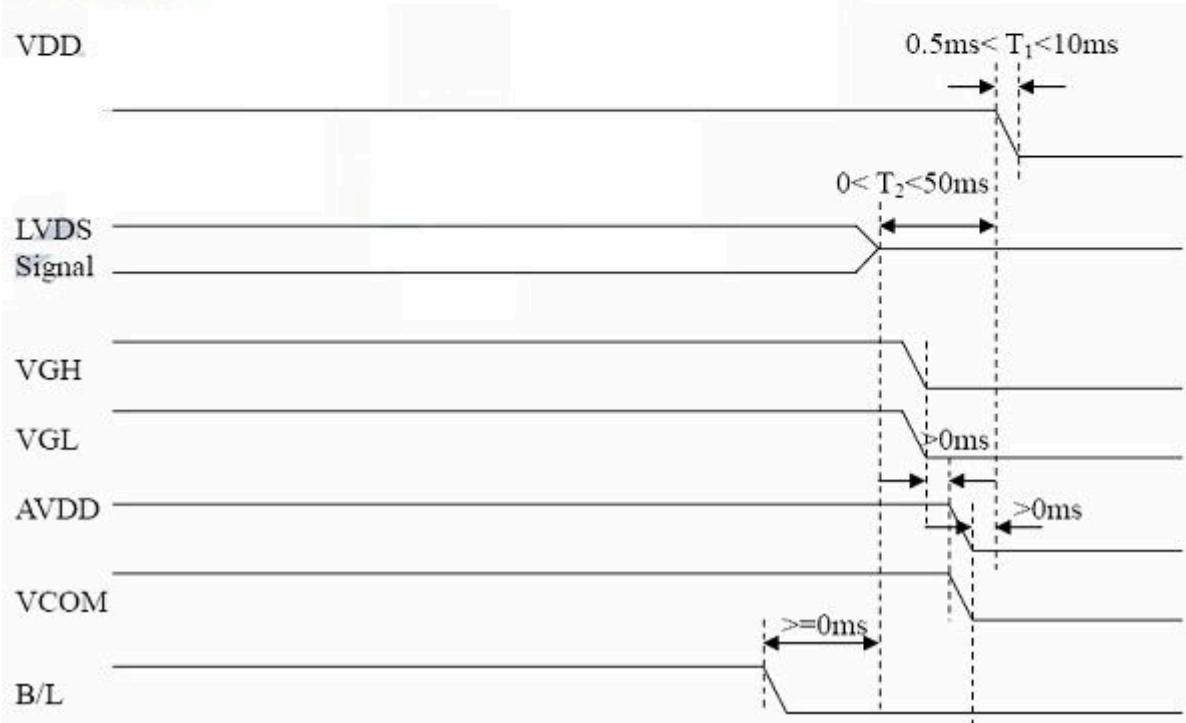 VDD
0.5ms< T₁<10ms
0< T₂<50ms
LVDS
Signal
VGH
VGL
>0ms
AVDD
>0ms
VCOM
>=0ms
B/L